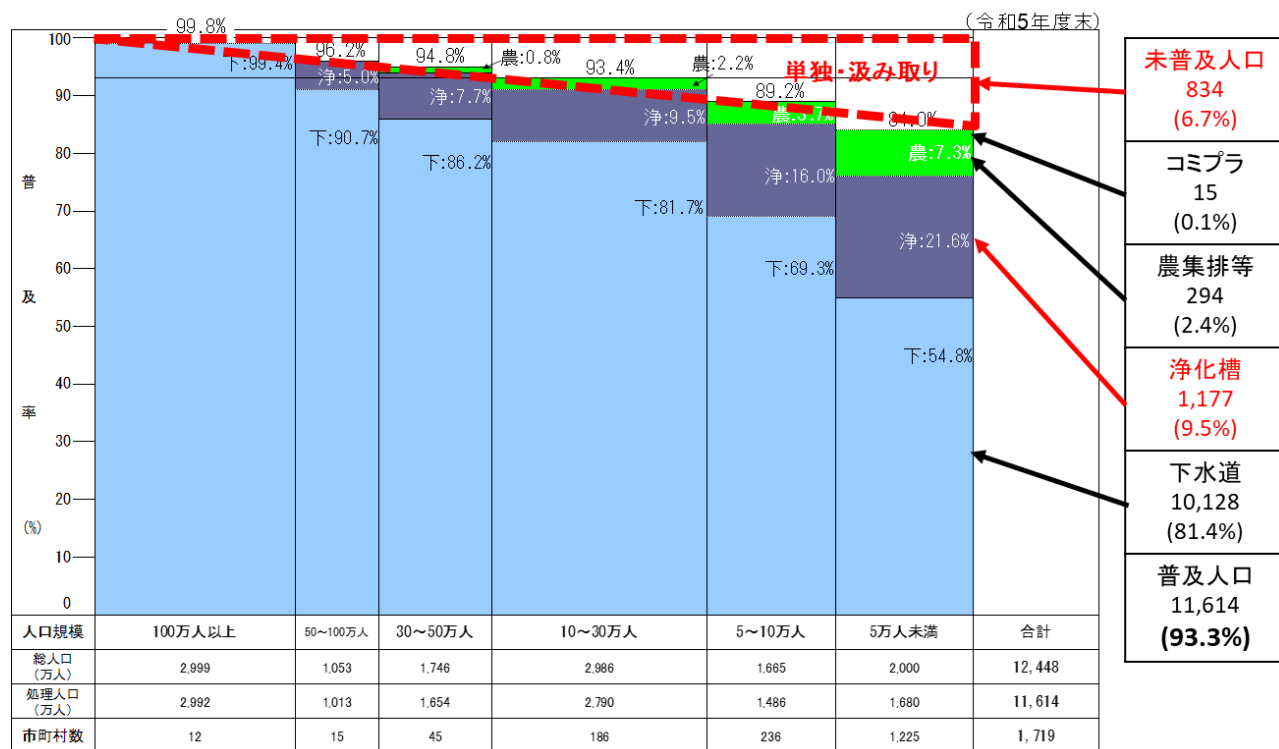 (令和5年度末)
99.8%
96.2%
94.8%
93.4%
89.2%
84.0%
単独・汲み取り
下:99.4%
浄:5.0%
下:90.7%
農:0.8%
浄:7.7%
下:86.2%
農:2.2%
浄:9.5%
下:81.7%
農:3.7%
浄:16.0%
下:69.3%
農:7.3%
浄:21.6%
下:54.8%
普及率(%)
100
90
80
70
60
50
40
30
20
10
0
人口規模 100万人以上 50~100万人 30~50万人 10~30万人 5~10万人 5万人未満 合計
総人口
(万人) 2,999 1,053 1,746 2,986 1,665 2,000 12,448
処理人口
(万人) 2,992 1,013 1,654 2,790 1,486 1,680 11,614
市町村数 12 15 45 186 236 1,225 1,719
未普及人口
834
(6.7%)
コミプラ
15
(0.1%)
農集排等
294
(2.4%)
浄化槽
1,177
(9.5%)
下水道
10,128
(81.4%)
普及人口
11,614
(93.3%)